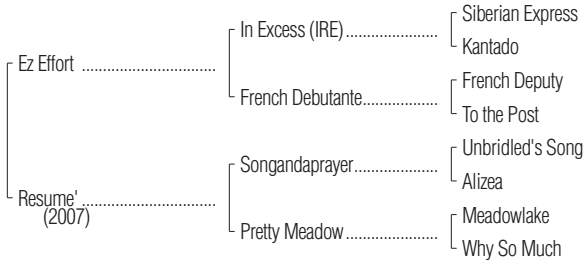 Siberian Express
In Excess (IRE)
Kantado
Ez Effort
French Deputy
French Debutante
To the Post
Unbridled's Song
Songandaprayer
Alizea
Resume'
(2007)
Meadowlake
Pretty Meadow
Why So Much